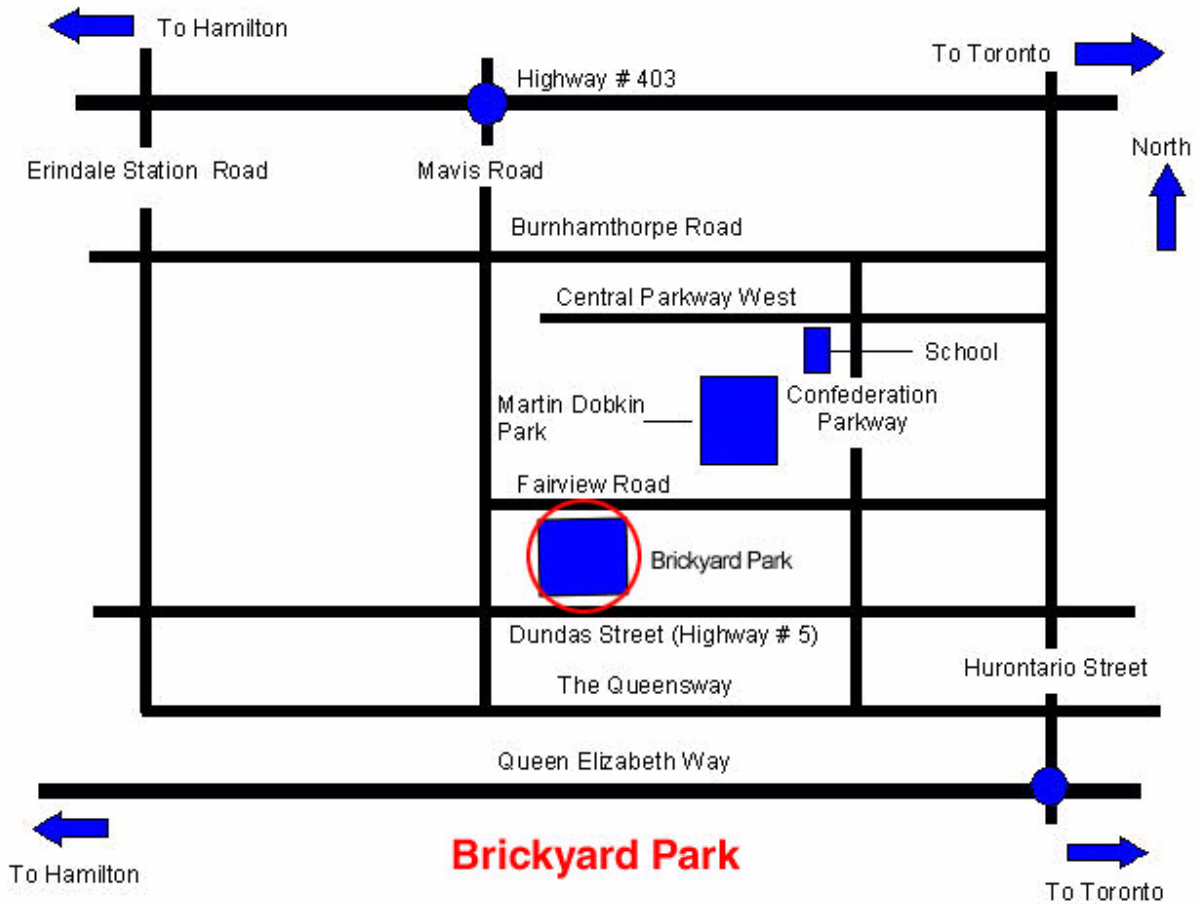 To Hamilton
To Toronto
Highway # 403
North
Erindale Station Road
Mavis Road
Burnhamthorpe Road
Central Parkway West
School
Martin Dobkin
Park
Confederation
Parkway
Fairview Road
Brickyard Park
Dundas Street (Highway # 5)
Hurontario Street
The Queensway
Queen Elizabeth Way
To Hamilton
Brickyard Park
To Toronto